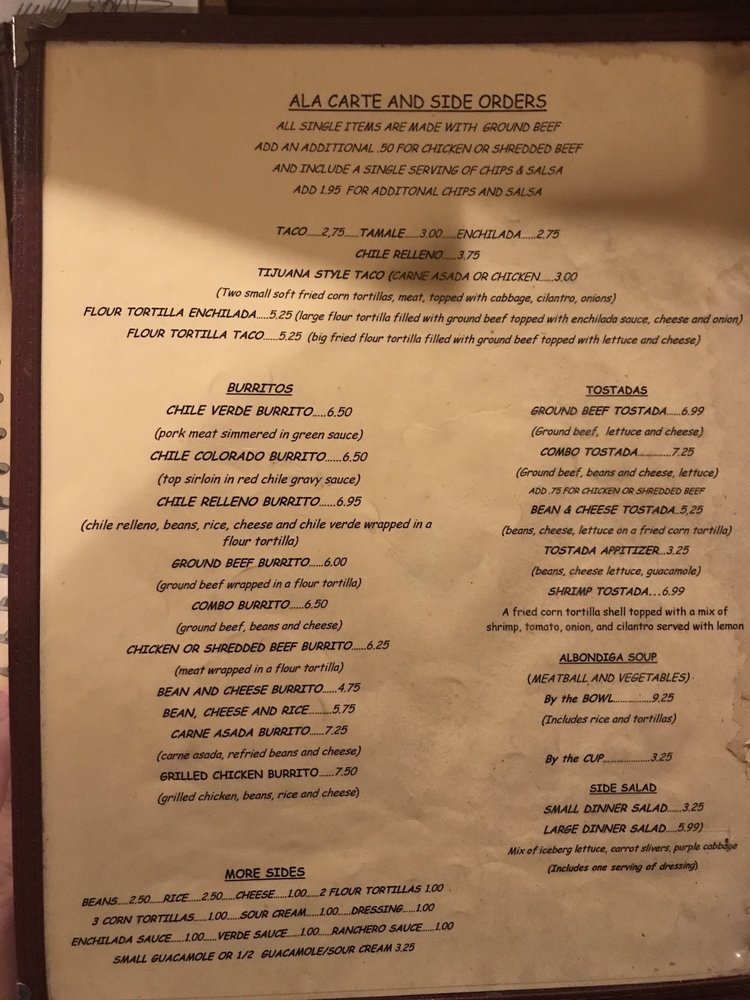 ALA CARTE AND SIDE ORDERS
ALL SINGLE ITEMS ARE MADE WITH GROUND BEEF
ADD AN ADDITIONAL .50 FOR CHICKEN OR SHREDDED BEEF
AND INCLUDE A SINGLE SERVING OF CHIPS & SALSA
ADD 1.95 FOR ADDITONAL CHIPS AND SALSA
TACO.....2,75.....TAMALE.....3.00.....ENCHILADA......2.75
CHILE RELLENO.....3.75
TIJUANA STYLE TACO (CARNE ASADA OR CHICKEN.....3.00
(Two small soft fried corn tortillas, meat, topped with cabbage, cilantro, onions)
FLOUR TORTILLA ENCHILADA.....5.25 (large flour tortilla filled with ground beef topped with enchilada sauce, cheese and onion)
FLOUR TORTILLA TACO......5.25 (big fried flour tortilla filled with ground beef topped with lettuce and cheese)
BURRITOS
CHILE VERDE BURRITO.....6.50
(pork meat simmered in green sauce)
CHILE COLORADO BURRITO......6.50
(top sirloin in red chile gravy sauce)
CHILE RELLENO BURRITO......6.95
(chile relleno, beans, rice, cheese and chile verde wrapped in a
flour tortilla)
GROUND BEEF BURRITO......6.00
(ground beef wrapped in a flour tortilla)
COMBO BURRITO......6.50
(ground beef, beans and cheese)
CHICKEN OR SHREDDED BEEF BURRITO......6.25
(meat wrapped in a flour tortilla)
BEAN AND CHEESE BURRITO.....4.75
BEAN, CHEESE AND RICE..........5.75
CARNE ASADA BURRITO......7.25
(carne asada, refried beans and cheese)
GRILLED CHICKEN BURRITO......7.50
(grilled chicken, beans, rice and cheese)
TOSTADAS
GROUND BEEF TOSTADA......6.99
(Ground beef, lettuce and cheese)
COMBO TOSTADA..............7.25
(Ground beef, beans and cheese, lettuce)
ADD .75 FOR CHICKEN OR SHREDDED BEEF
BEAN & CHEESE TOSTADA..5,25
(beans, cheese, lettuce on a fried corn tortilla)
TOSTADA APPITIZER...3.25
(beans, cheese lettuce, guacamole)
SHRIMP TOSTADA...6.99
A fried corn tortilla shell topped with a mix of
shrimp, tomato, onion, and cilantro served with lemon
ALBONDIGA SOUP
(MEATBALL AND VEGETABLES)
By the BOWL...............9.25
(Includes rice and tortillas)
By the CUP...................3.25
SIDE SALAD
SMALL DINNER SALAD......3.25
LARGE DINNER SALAD.....5.99)
Mix of iceberg lettuce, carrot slivers, purple cabbage
(Includes one serving of dressing)
MORE SIDES
BEANS.....2.50....RICE.....2.50....CHEESE.....1.00.....2 FLOUR TORTILLAS 1.00
3 CORN TORTILLAS.....1.00.....SOUR CREAM.....1.00.....DRESSING.....1.00
ENCHILADA SAUCE......1.00......VERDE SAUCE.....1.00.....RANCHERO SAUCE.....1.00
SMALL GUACAMOLE OR 1/2 GUACAMOLE/SOUR CREAM 3.25